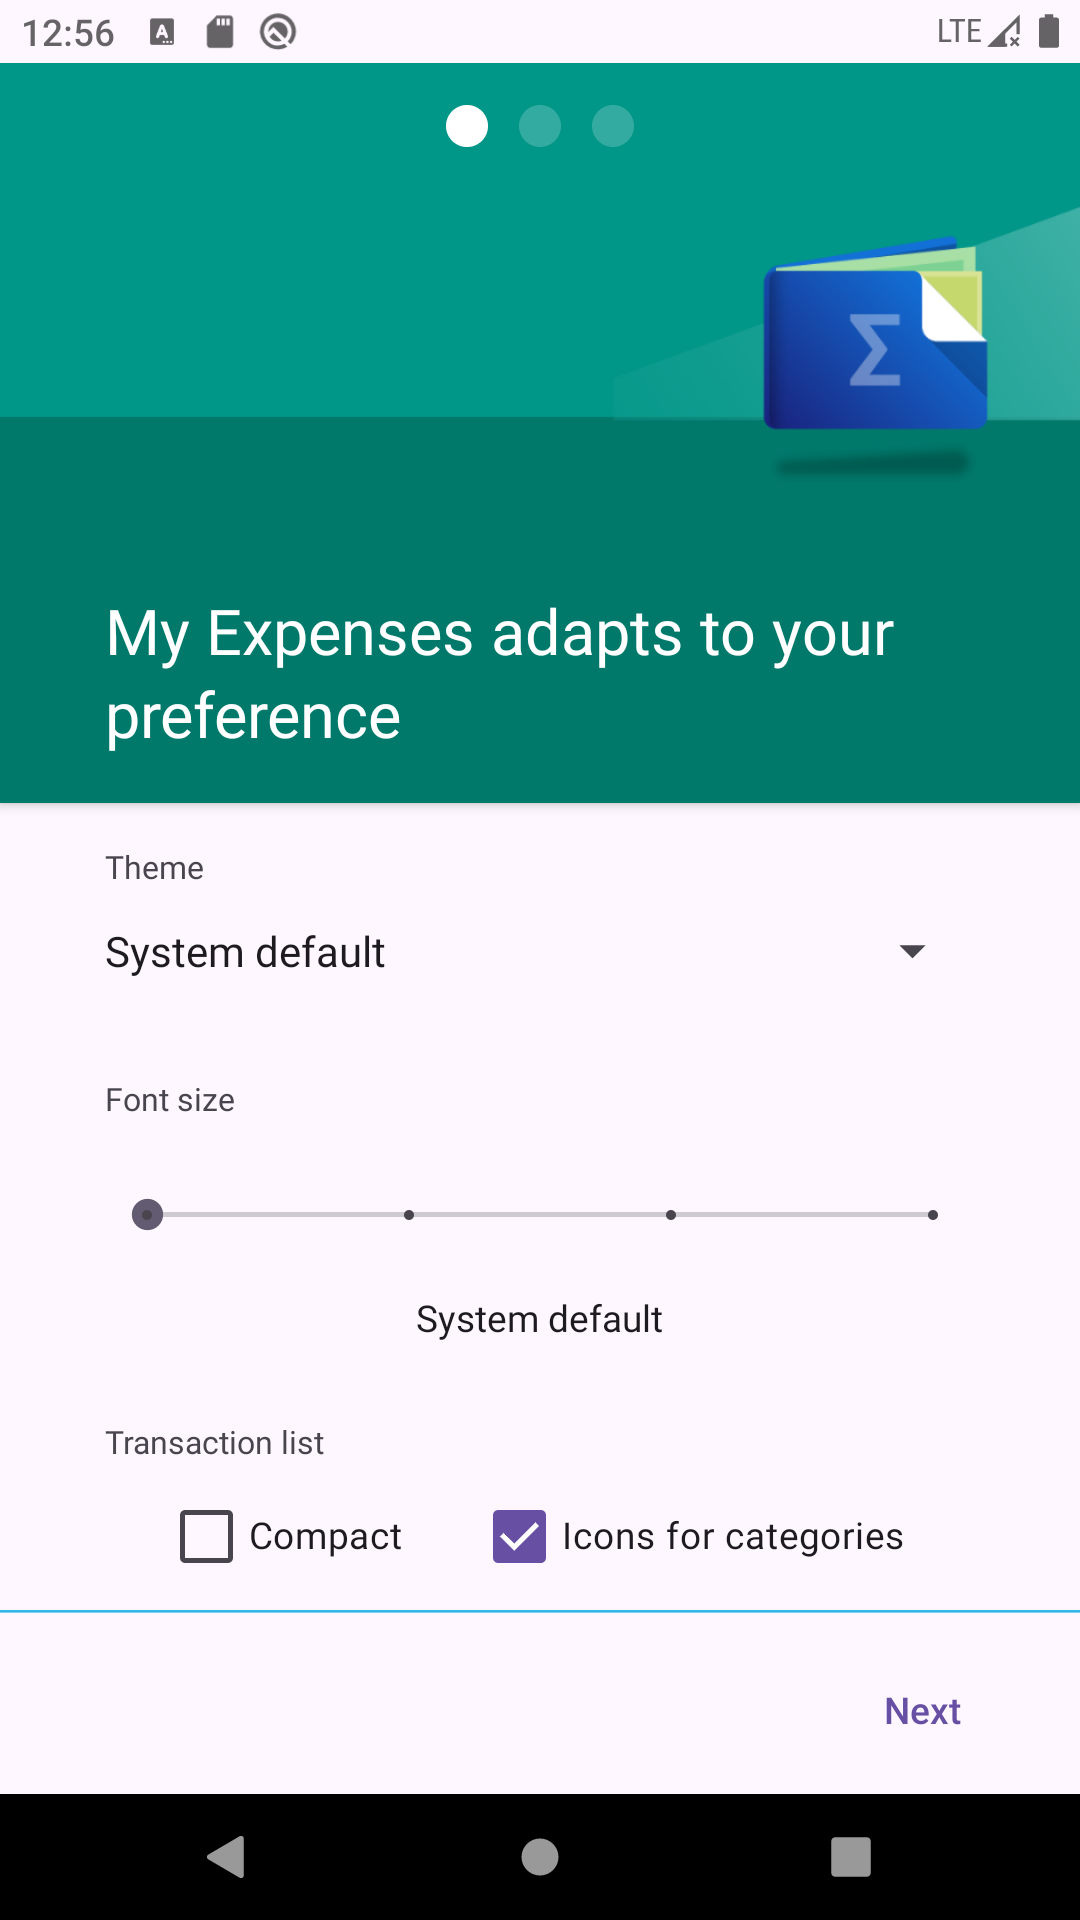 12:56
LTE
Σ
My Expenses adapts to your
preference
Theme
System default
Font size
System default
Transaction list
Compact
Icons for categories
Next